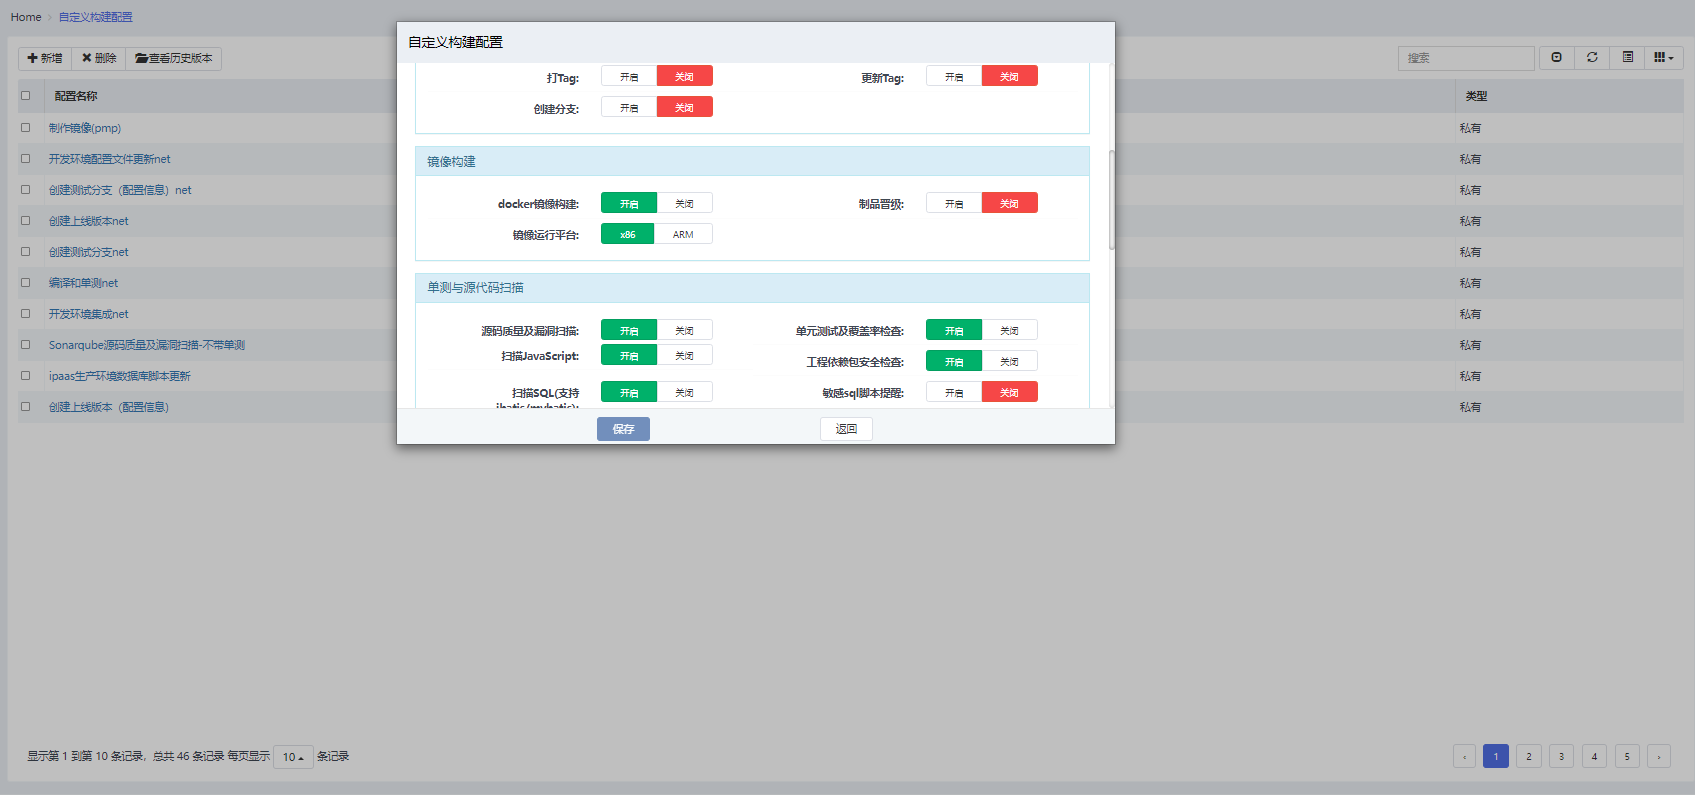 Home › 自定义构建配置
新增 删除 查看历史版本
搜索
配置名称 类型
制作镜像(pmp) 私有
开发环境配置文件更新net 私有
创建测试分支（配置信息）net 私有
创建上线版本net 私有
创建测试分支net 私有
编译和单测net 私有
开发环境集成net 私有
Sonarqube源码质量及漏洞扫描-不带单测 私有
ipaas生产环境数据库脚本更新 私有
创建上线版本（配置信息） 私有
自定义构建配置
打Tag: 开启 关闭 更新Tag: 开启 关闭
创建分支: 开启 关闭
镜像构建
docker镜像构建: 开启 关闭 制品晋级: 开启 关闭
镜像运行平台: x86 ARM
单测与源代码扫描
源码质量及漏洞扫描: 开启 关闭 单元测试及覆盖率检查: 开启 关闭
扫描JavaScript: 开启 关闭 工程依赖包安全检查: 开启 关闭
扫描SQL(支持 开启 关闭 敏感sql脚本提醒: 开启 关闭
ibatis/mybatis):
保存 返回
显示第 1 到第 10 条记录，总共 46 条记录 每页显示 10 条记录
‹ 1 2 3 4 5 ›